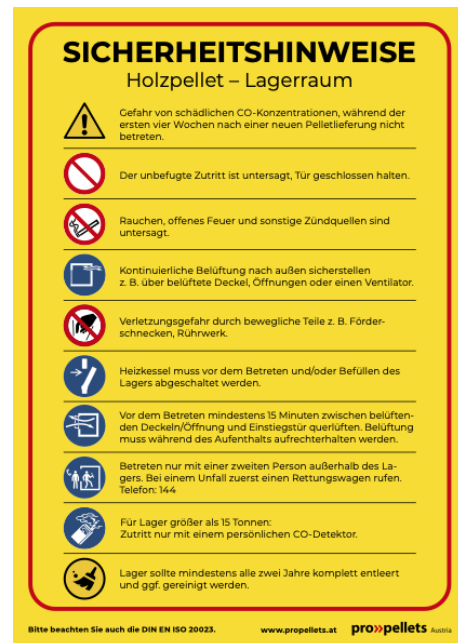 SICHERHEITSHINWEISE
Holzpellet – Lagerraum
Gefahr von schädlichen CO-Konzentrationen, während der
ersten vier Wochen nach einer neuen Pelletlieferung nicht
betreten.
Der unbefugte Zutritt ist untersagt, Tür geschlossen halten.
Rauchen, offenes Feuer und sonstige Zündquellen sind
untersagt.
Kontinuierliche Belüftung nach außen sicherstellen
z. B. über belüftete Deckel, Öffnungen oder einen Ventilator.
Verletzungsgefahr durch bewegliche Teile z. B. Förder-
schnecken, Rührwerk.
Heizkessel muss vor dem Betreten und/oder Befüllen des
Lagers abgeschaltet werden.
Vor dem Betreten mindestens 15 Minuten zwischen belüften-
den Deckeln/Öffnung und Einstiegstür querlüften. Belüftung
muss während des Aufenthalts aufrechterhalten werden.
Betreten nur mit einer zweiten Person außerhalb des La-
gers. Bei einem Unfall zuerst einen Rettungswagen rufen.
Telefon: 144
Für Lager größer als 15 Tonnen:
Zutritt nur mit einem persönlichen CO-Detektor.
Lager sollte mindestens alle zwei Jahre komplett entleert
und ggf. gereinigt werden.
Bitte beachten Sie auch die DIN EN ISO 20023. www.propellets.at pro»pellets Austria